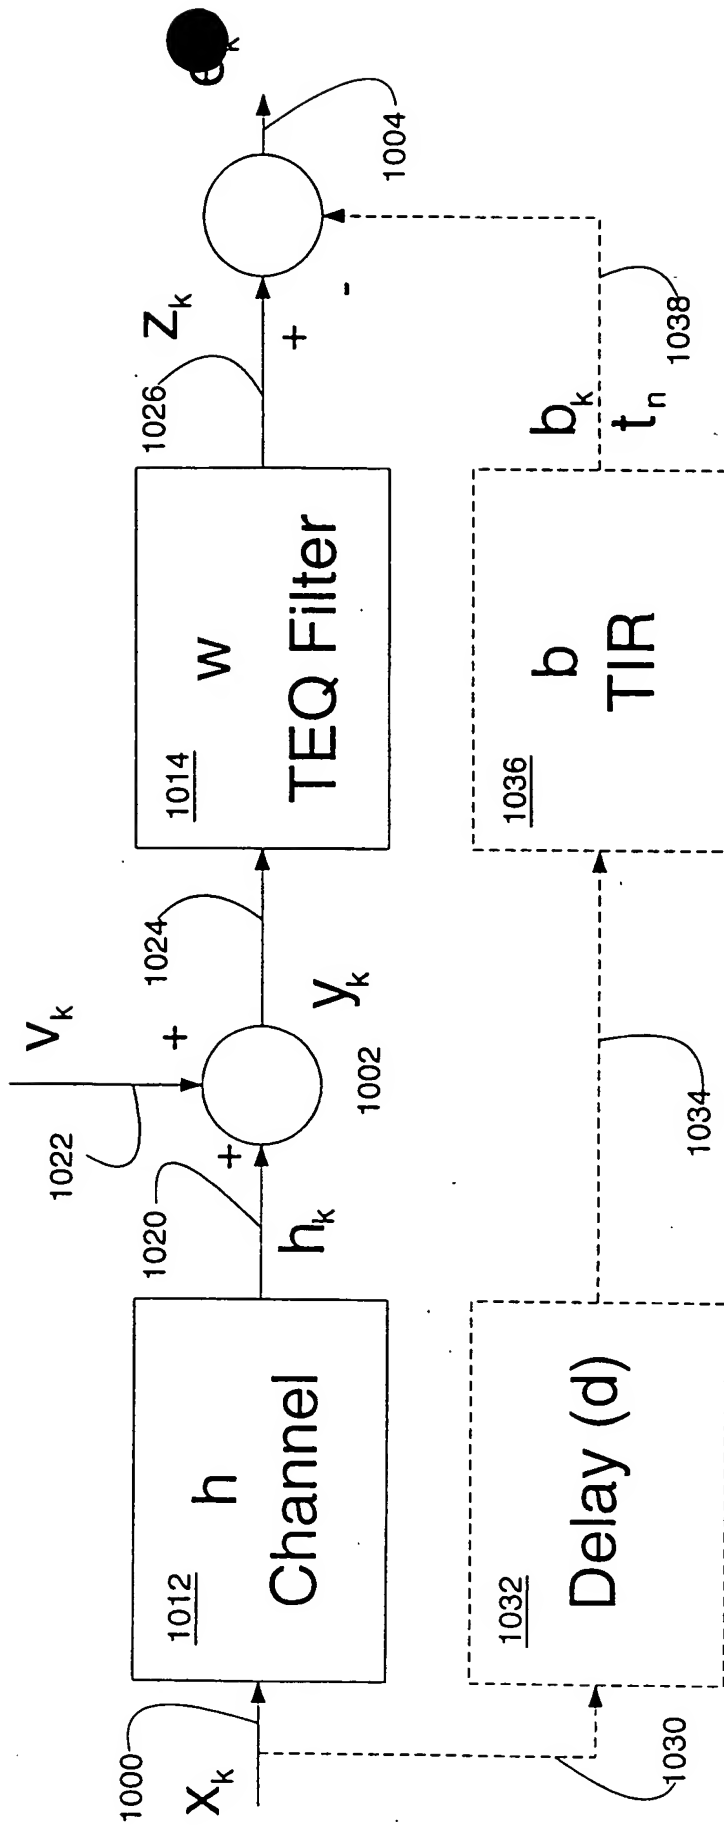 1000
x_k
1012
h
Channel
1020
h_k
+
1022
v_k
+
1002
y_k
1024
1014
w
TEQ Filter
1026
z_k
+
-
1004
1030
1032
Delay (d)
1034
1036
b
TIR
b_k
t_n
1038